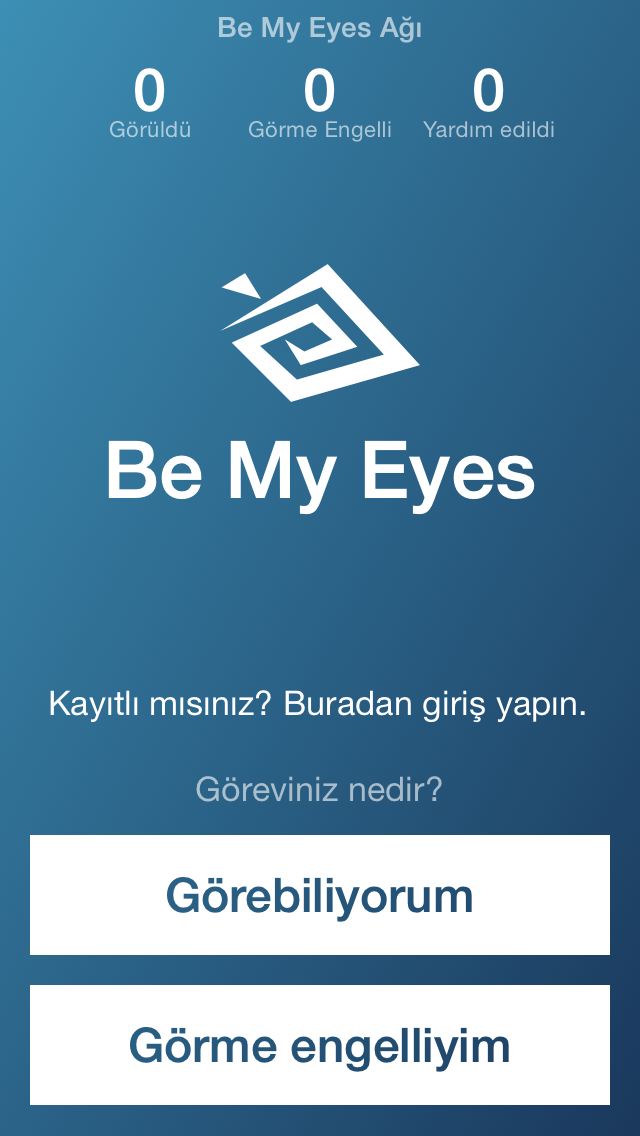 Be My Eyes Ağı
0 0 0
Görüldü Görme Engelli Yardım edildi
Be My Eyes
Kayıtlı mısınız? Buradan giriş yapın.
Göreviniz nedir?
Görebiliyorum
Görme engelliyim